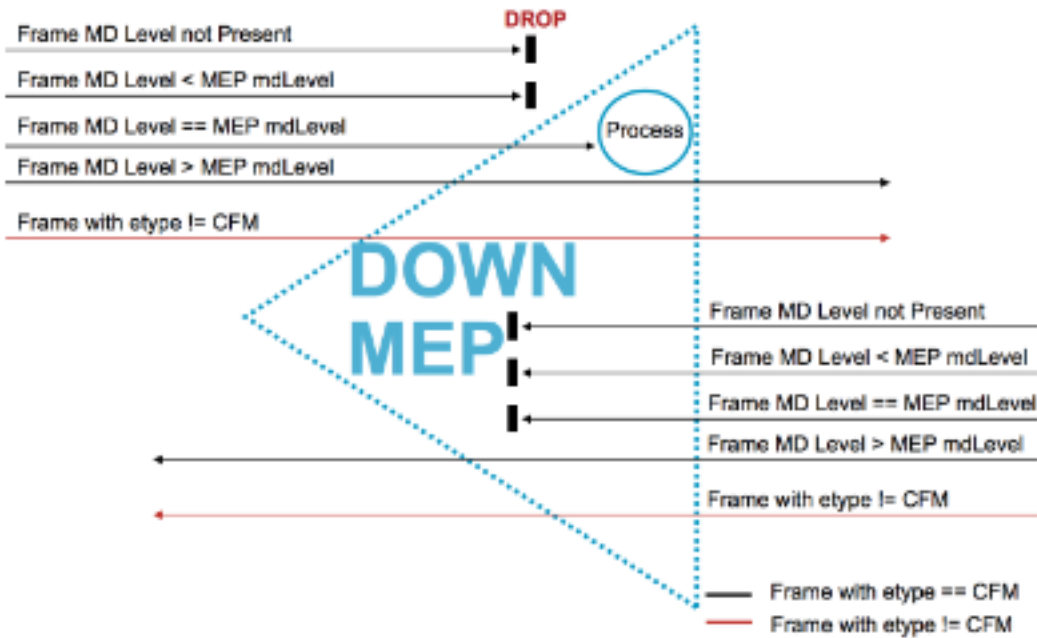 DROP
Frame MD Level not Present
Frame MD Level < MEP mdLevel
Frame MD Level == MEP mdLevel
Process
Frame MD Level > MEP mdLevel
Frame with etype != CFM
DOWN
MEP
Frame MD Level not Present
Frame MD Level < MEP mdLevel
Frame MD Level == MEP mdLevel
Frame MD Level > MEP mdLevel
Frame with etype != CFM
Frame with etype == CFM
Frame with etype != CFM